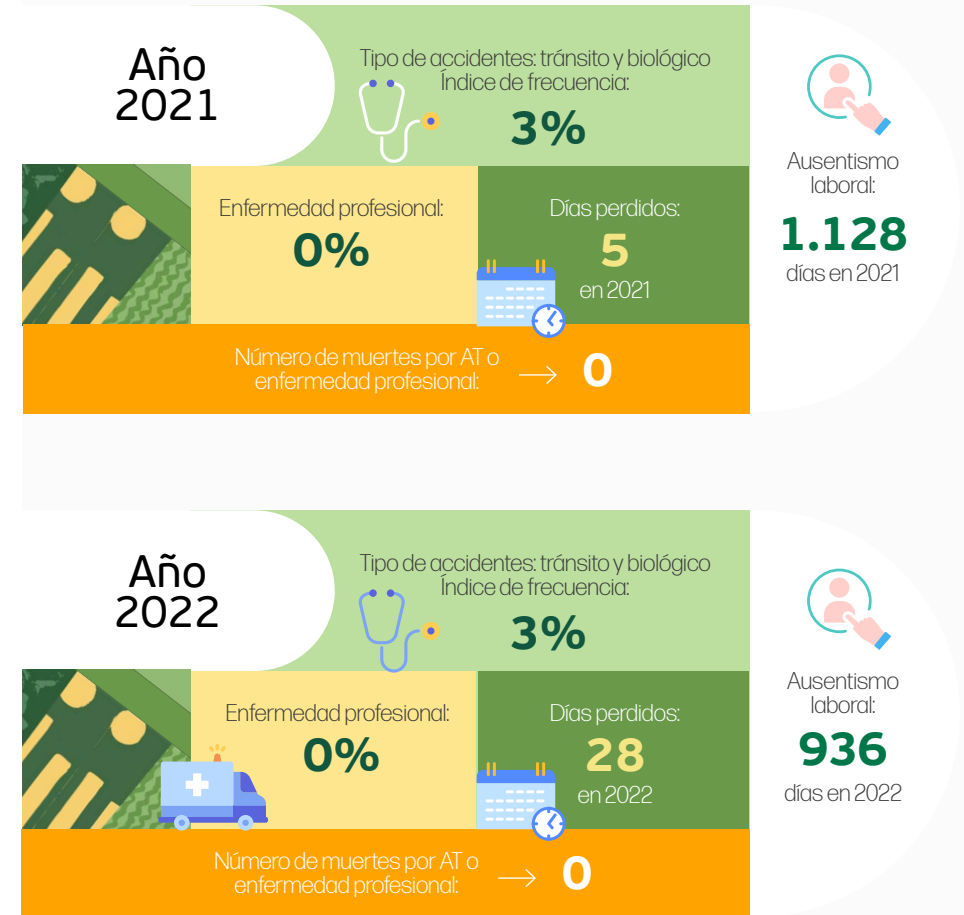 Año
2021
Tipo de accidentes: tránsito y biológico
Índice de frecuencia:
3%
Enfermedad profesional:
0%
Días perdidos:
5
en 2021
Número de muertes por AT o
enfermedad profesional:
0
Ausentismo
laboral:
1.128
días en 2021
Año
2022
Tipo de accidentes: tránsito y biológico
Índice de frecuencia:
3%
Enfermedad profesional:
0%
Días perdidos:
28
en 2022
Número de muertes por AT o
enfermedad profesional:
0
Ausentismo
laboral:
936
días en 2022